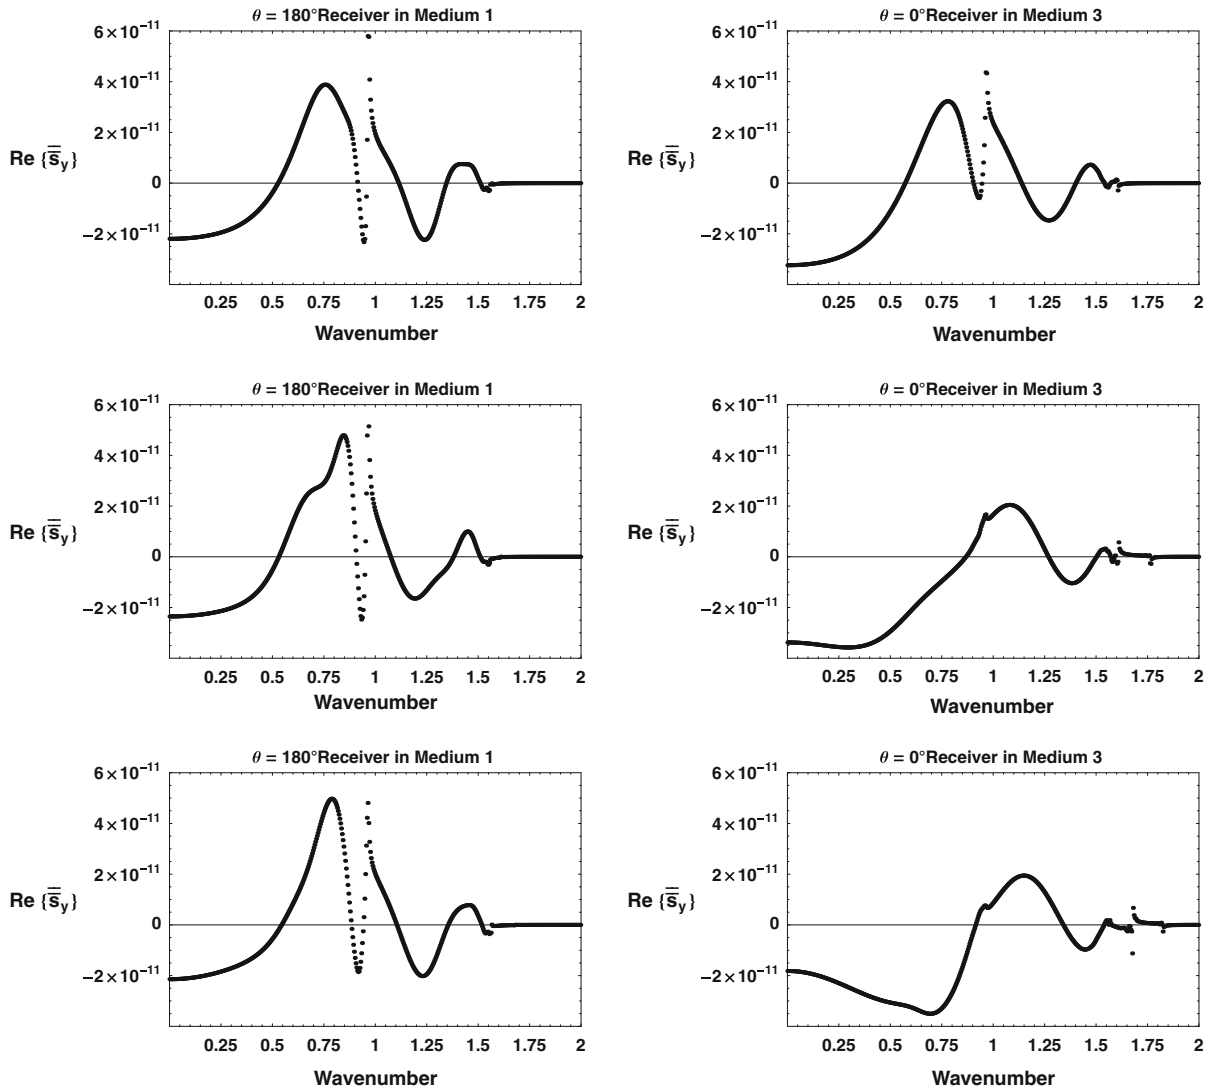 θ = 180°Receiver in Medium 1
6×10⁻¹¹
4×10⁻¹¹
2×10⁻¹¹
Re {s̿̄_y}
0
−2×10⁻¹¹
0.25 0.5 0.75 1 1.25 1.5 1.75 2
Wavenumber
θ = 0°Receiver in Medium 3
6×10⁻¹¹
4×10⁻¹¹
2×10⁻¹¹
Re {s̿̄_y}
0
−2×10⁻¹¹
0.25 0.5 0.75 1 1.25 1.5 1.75 2
Wavenumber
θ = 180°Receiver in Medium 1
6×10⁻¹¹
4×10⁻¹¹
2×10⁻¹¹
Re {s̿̄_y}
0
−2×10⁻¹¹
0.25 0.5 0.75 1 1.25 1.5 1.75 2
Wavenumber
θ = 0°Receiver in Medium 3
6×10⁻¹¹
4×10⁻¹¹
2×10⁻¹¹
Re {s̿̄_y}
0
−2×10⁻¹¹
0.25 0.5 0.75 1 1.25 1.5 1.75 2
Wavenumber
θ = 180°Receiver in Medium 1
6×10⁻¹¹
4×10⁻¹¹
2×10⁻¹¹
Re {s̿̄_y}
0
−2×10⁻¹¹
0.25 0.5 0.75 1 1.25 1.5 1.75 2
Wavenumber
θ = 0°Receiver in Medium 3
6×10⁻¹¹
4×10⁻¹¹
2×10⁻¹¹
Re {s̿̄_y}
0
−2×10⁻¹¹
0.25 0.5 0.75 1 1.25 1.5 1.75 2
Wavenumber